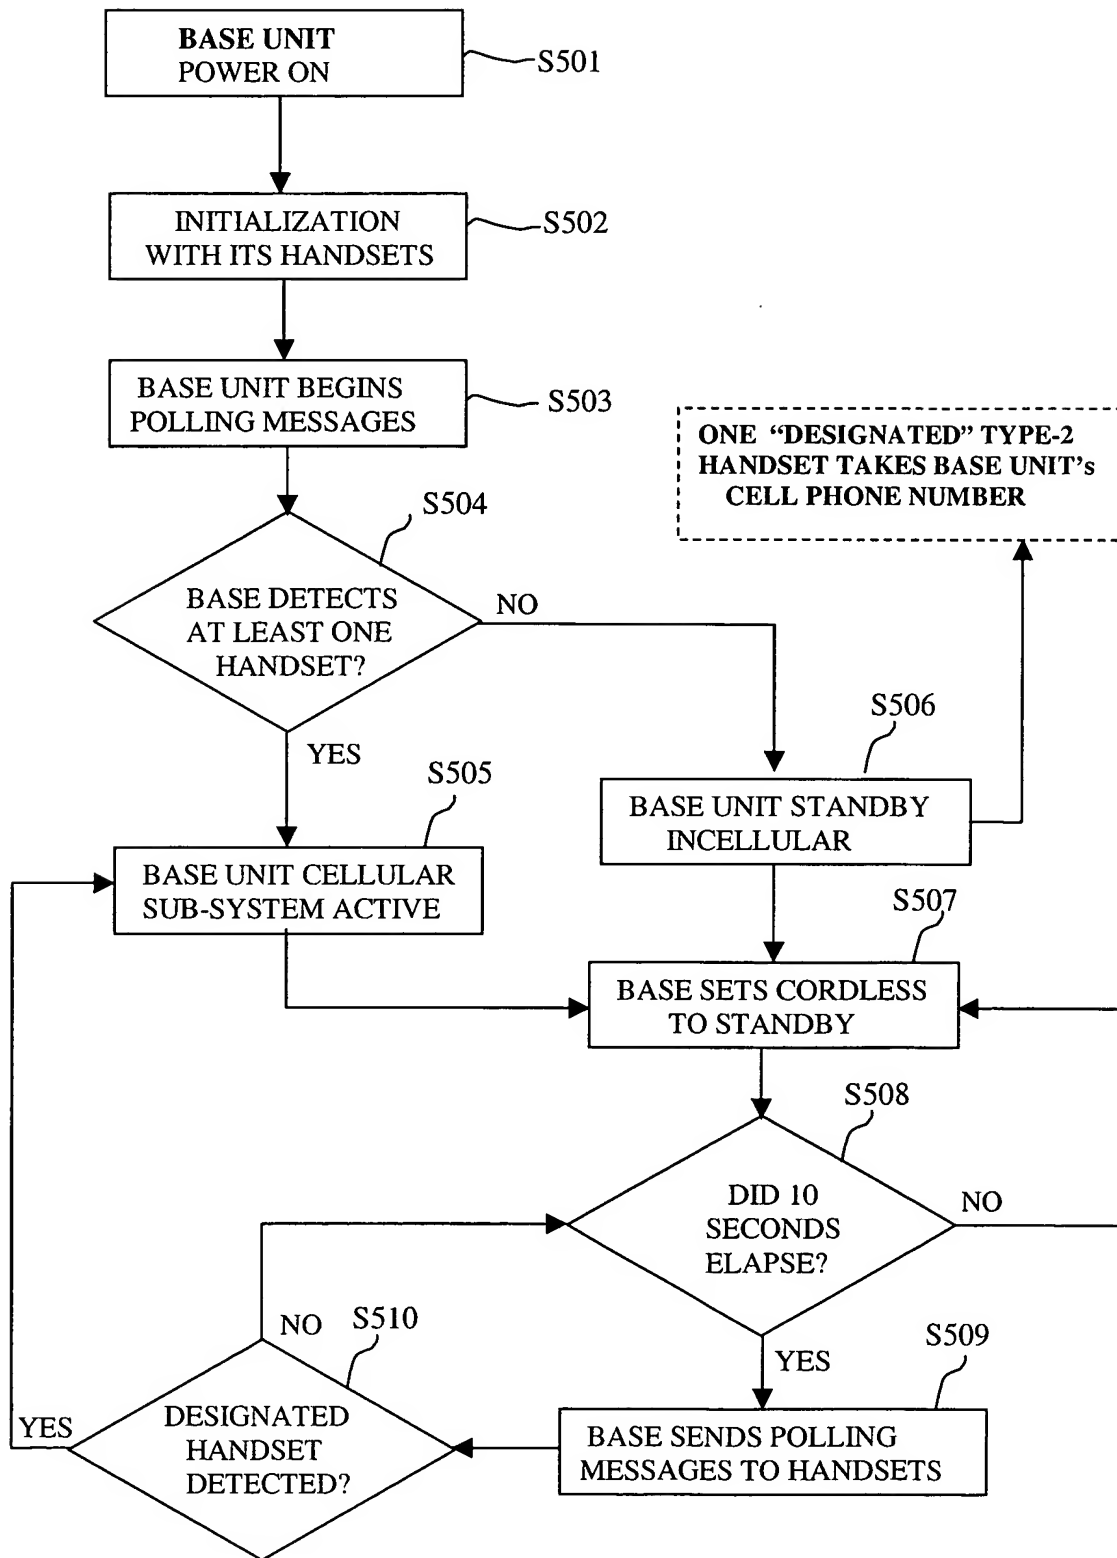 BASE UNIT
POWER ON
S501
INITIALIZATION
WITH ITS HANDSETS
S502
BASE UNIT BEGINS
POLLING MESSAGES
S503
ONE "DESIGNATED" TYPE-2
HANDSET TAKES BASE UNIT's
CELL PHONE NUMBER
S504
BASE DETECTS
AT LEAST ONE
HANDSET?
NO
YES
S506
BASE UNIT STANDBY
INCELLULAR
S505
BASE UNIT CELLULAR
SUB-SYSTEM ACTIVE
S507
BASE SETS CORDLESS
TO STANDBY
S508
DID 10
SECONDS
ELAPSE?
NO
YES
S509
BASE SENDS POLLING
MESSAGES TO HANDSETS
S510
NO
DESIGNATED
HANDSET
DETECTED?
YES